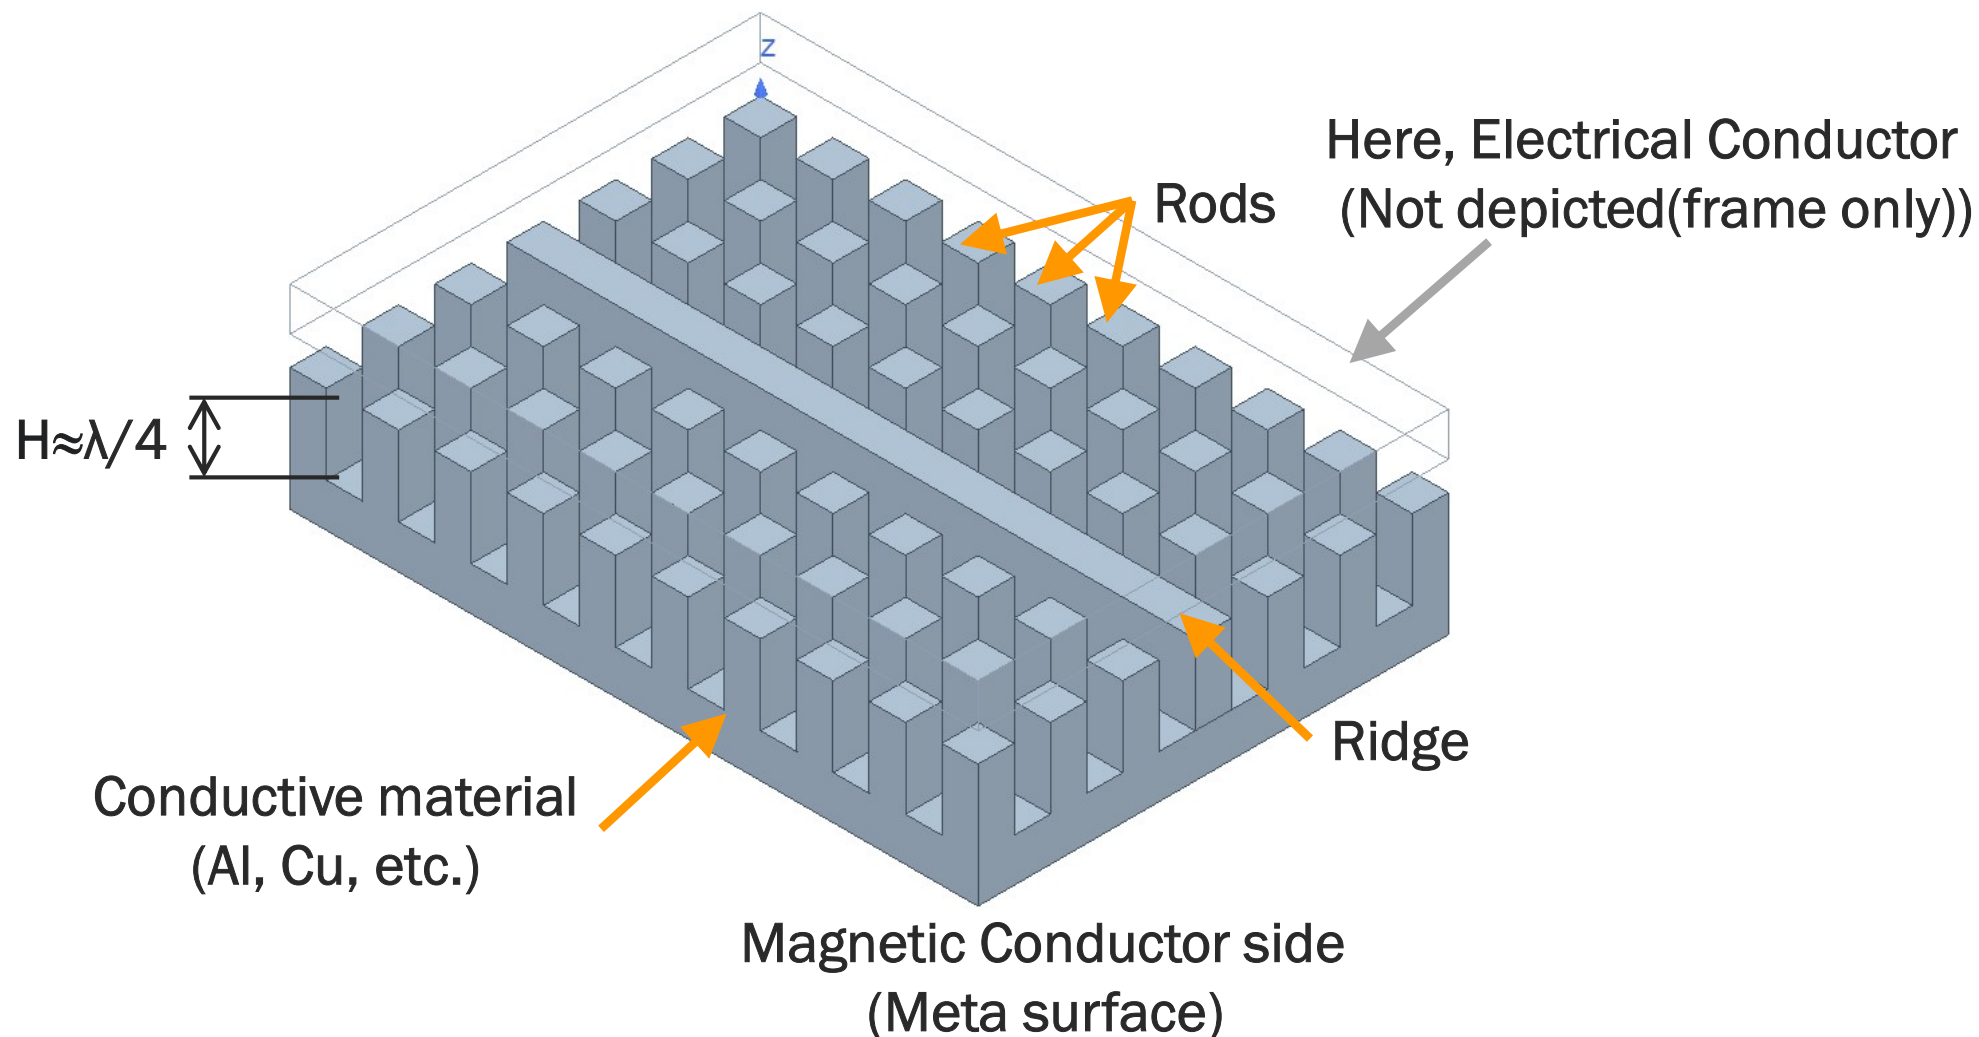 z
Here, Electrical Conductor
(Not depicted(frame only))
Rods
H≈λ/4
Ridge
Conductive material
(Al, Cu, etc.)
Magnetic Conductor side
(Meta surface)